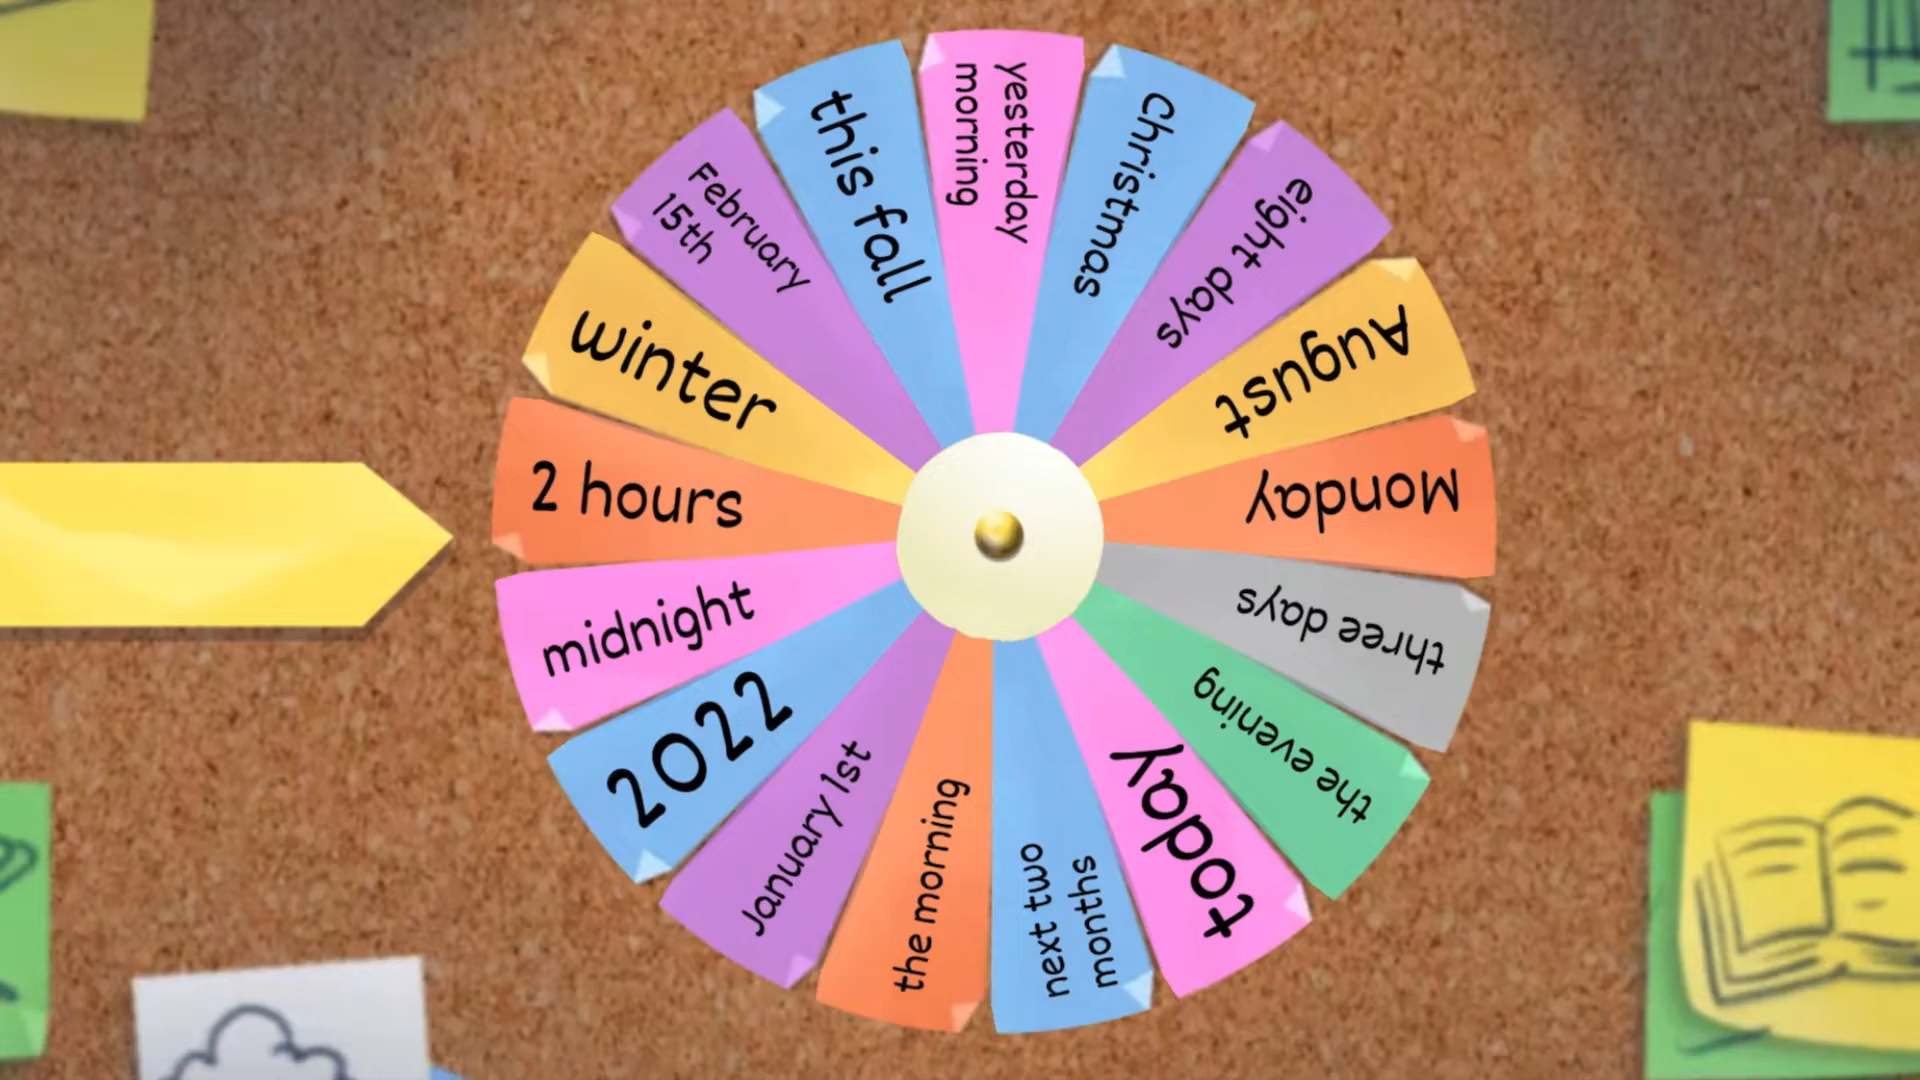 yesterday
morning
Christmas
eight days
August
Monday
three days
the evening
today
next two
months
the morning
January 1st
2022
midnight
2 hours
winter
February
15th
this fall